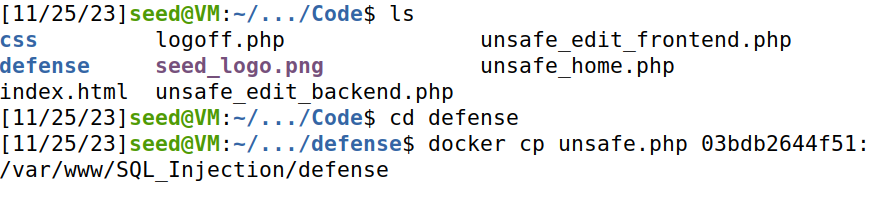 [11/25/23]seed@VM:~/.../Code$ ls
css logoff.php unsafe_edit_frontend.php
defense seed_logo.png unsafe_home.php
index.html unsafe_edit_backend.php
[11/25/23]seed@VM:~/.../Code$ cd defense
[11/25/23]seed@VM:~/.../defense$ docker cp unsafe.php 03bdb2644f51:
/var/www/SQL_Injection/defense